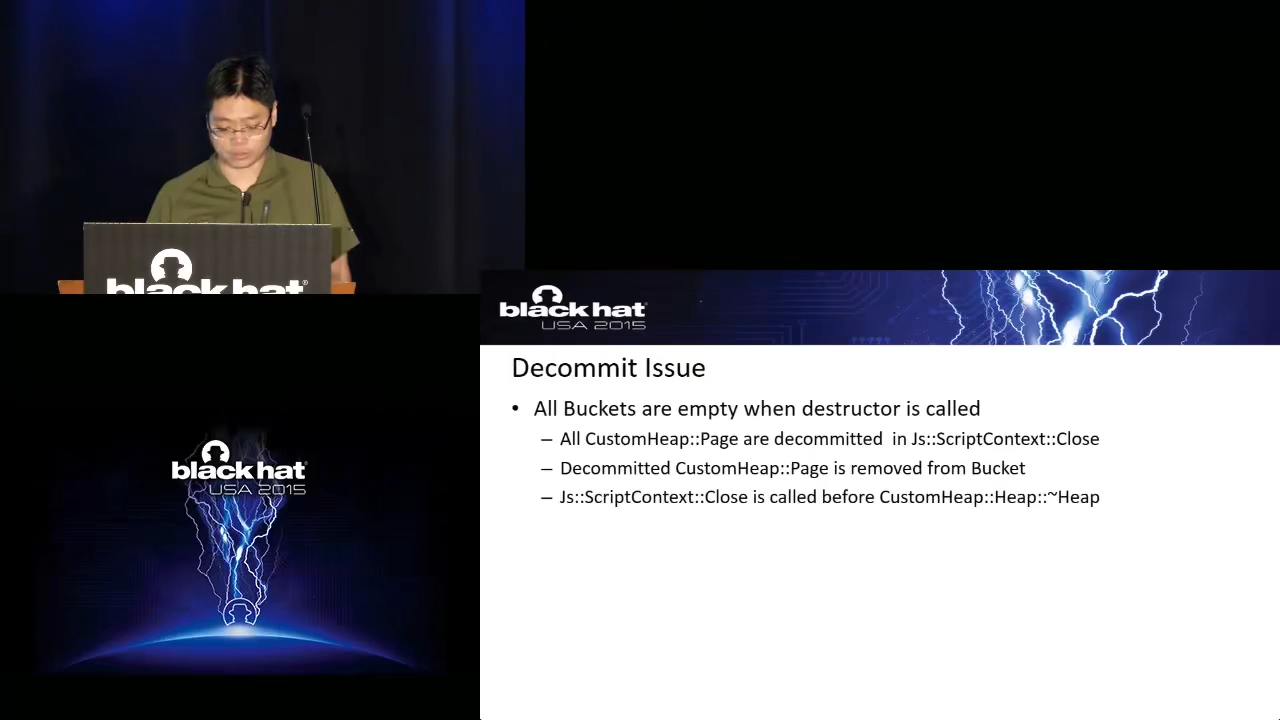 black hat
black hat
USA 2015
black hat
USA 2015
Decommit Issue
• All Buckets are empty when destructor is called
– All CustomHeap::Page are decommitted in Js::ScriptContext::Close
– Decommitted CustomHeap::Page is removed from Bucket
– Js::ScriptContext::Close is called before CustomHeap::Heap::~Heap